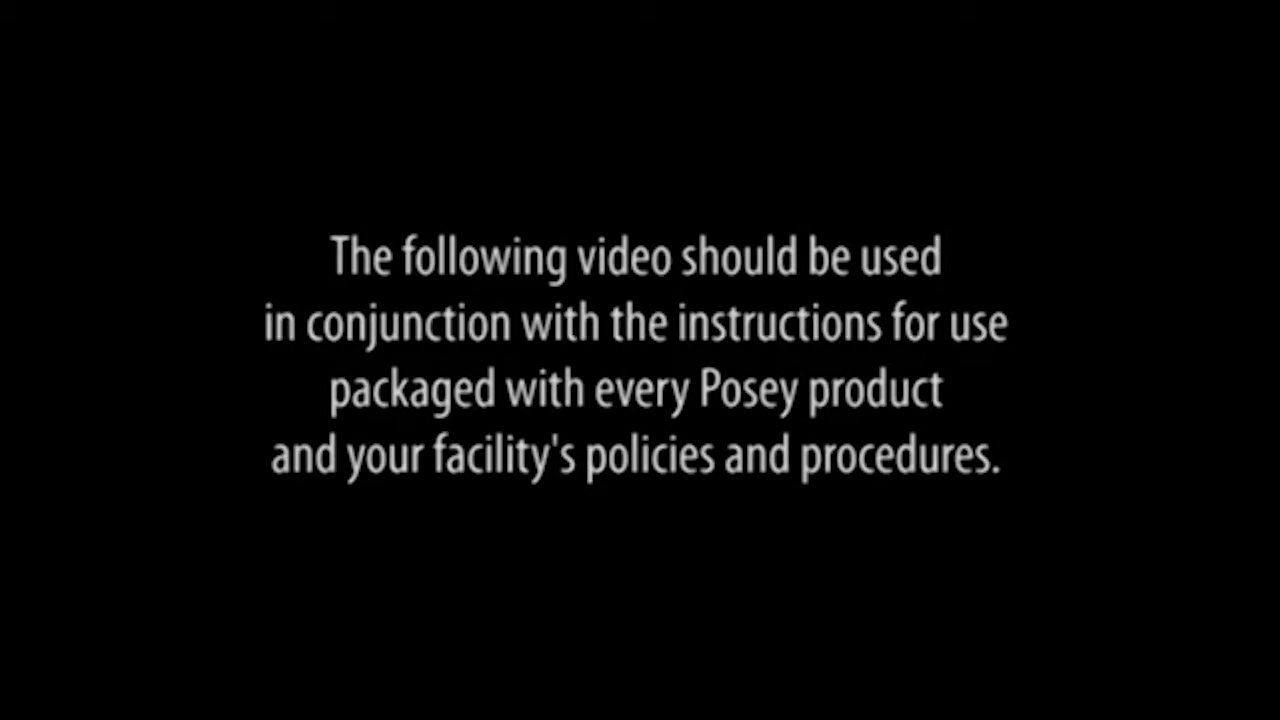 The following video should be used
in conjunction with the instructions for use
packaged with every Posey product
and your facility's policies and procedures.